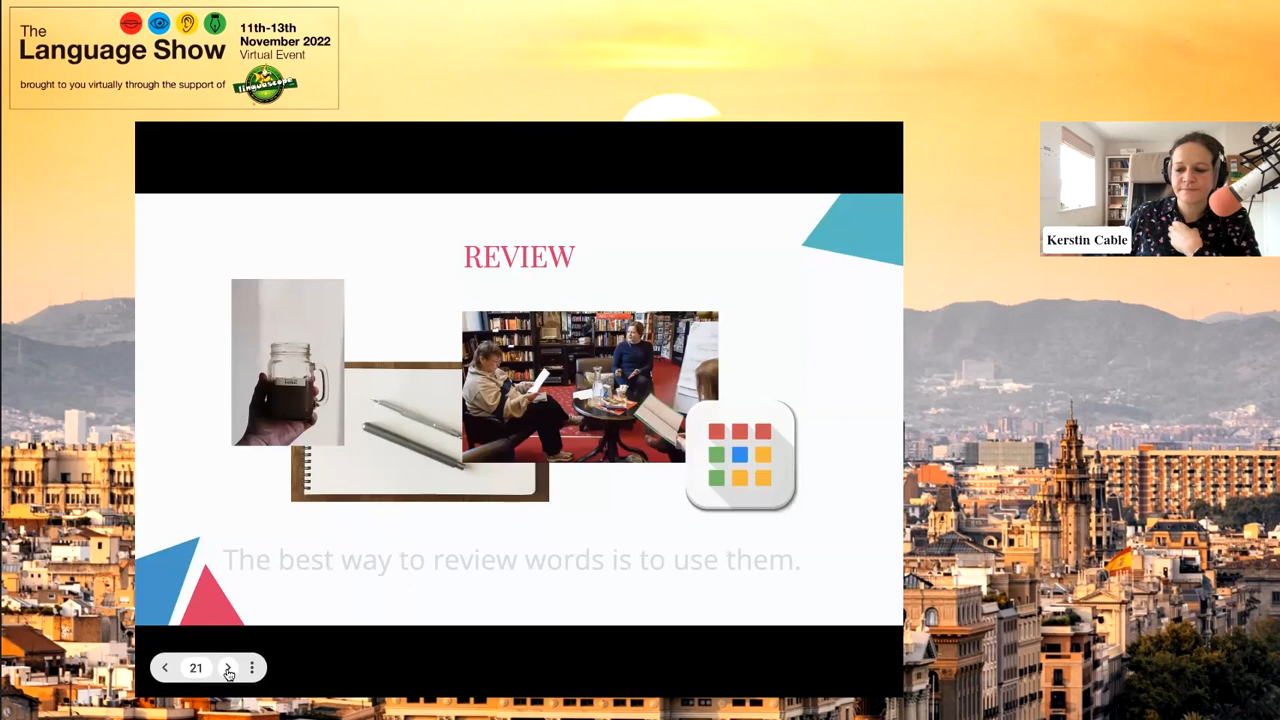 The
Language Show
11th-13th
November 2022
Virtual Event
brought to you virtually through the support of
linguascope
Kerstin Cable
REVIEW
The best way to review words is to use them.
21